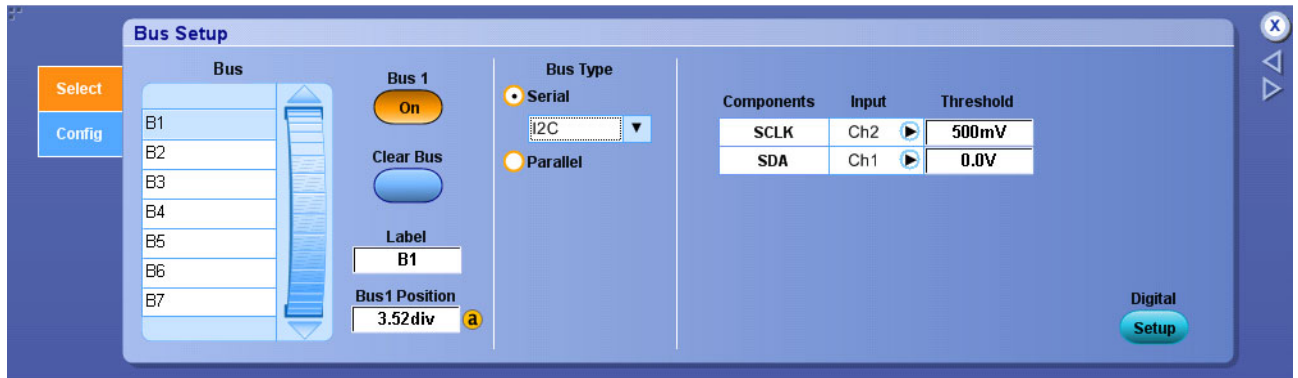 Bus Setup
X
Select
Config
Bus
B1
B2
B3
B4
B5
B6
B7
Bus 1
On
Clear Bus
Label
B1
Bus1 Position
3.52div a
Bus Type
Serial
I2C
Parallel
Components Input Threshold
SCLK Ch2 500mV
SDA Ch1 0.0V
Digital
Setup